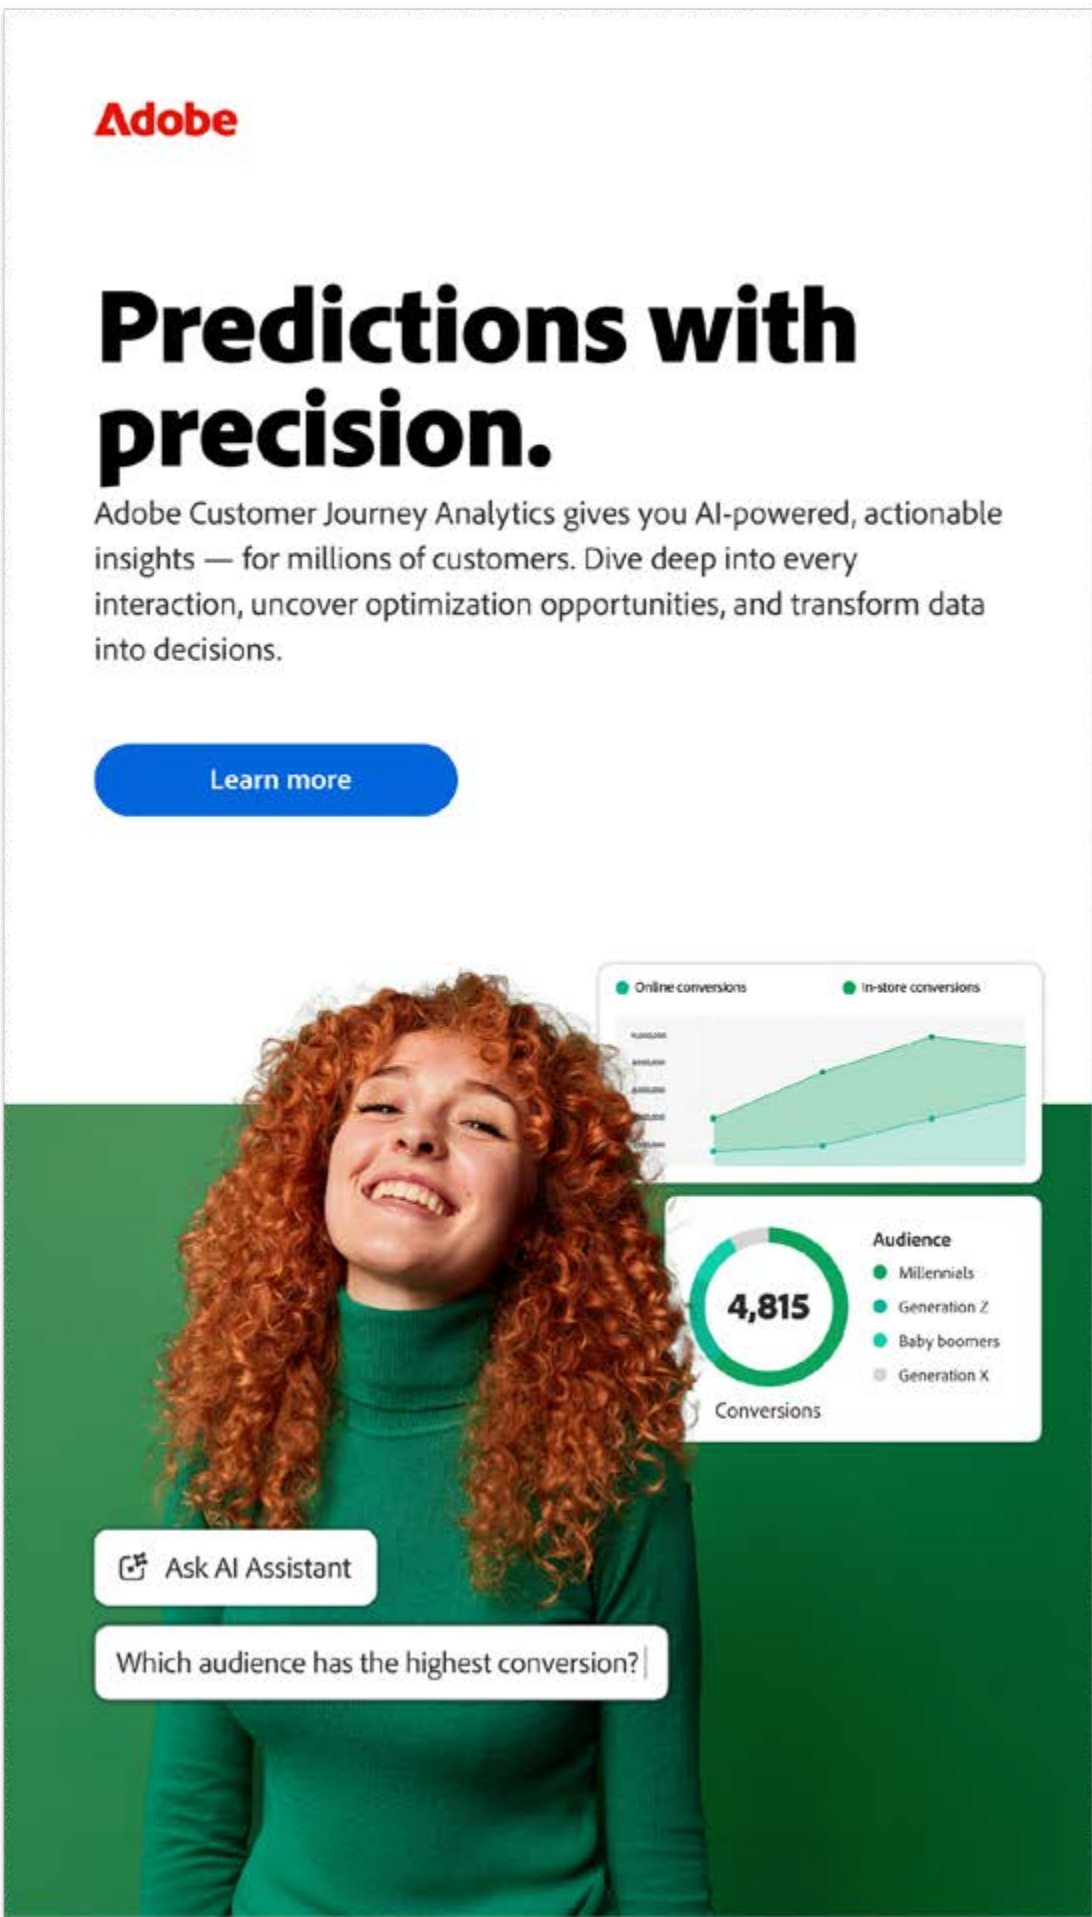 Adobe
Predictions with
precision.
Adobe Customer Journey Analytics gives you AI-powered, actionable
insights — for millions of customers. Dive deep into every
interaction, uncover optimization opportunities, and transform data
into decisions.
Learn more
Online conversions
In-store conversions
4,815
Conversions
Audience
Millennials
Generation Z
Baby boomers
Generation X
Ask AI Assistant
Which audience has the highest conversion?